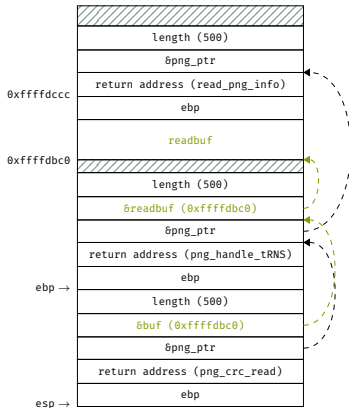 length (500)
&png_ptr
return address (read_png_info)
0xffffdccc
ebp
readbuf
0xffffdbc0
length (500)
&readbuf (0xffffdbc0)
&png_ptr
return address (png_handle_tRNS)
ebp
ebp →
length (500)
&buf (0xffffdbc0)
&png_ptr
return address (png_crc_read)
ebp
esp →